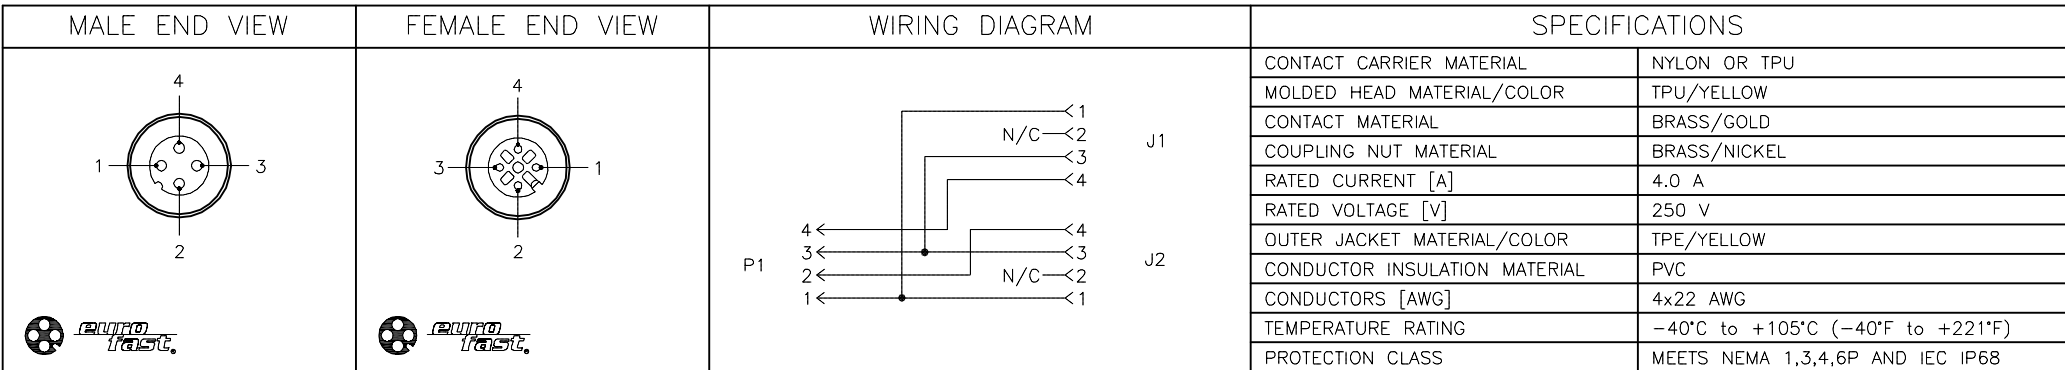 MALE END VIEW
FEMALE END VIEW
WIRING DIAGRAM
SPECIFICATIONS
4
1
3
2
euro
fast.
4
3
1
2
euro
fast.
1
N/C 2
J1
3
4
4 4
P1
3 3
J2
2 N/C 2
1 1
CONTACT CARRIER MATERIAL NYLON OR TPU
MOLDED HEAD MATERIAL/COLOR TPU/YELLOW
CONTACT MATERIAL BRASS/GOLD
COUPLING NUT MATERIAL BRASS/NICKEL
RATED CURRENT [A] 4.0 A
RATED VOLTAGE [V] 250 V
OUTER JACKET MATERIAL/COLOR TPE/YELLOW
CONDUCTOR INSULATION MATERIAL PVC
CONDUCTORS [AWG] 4x22 AWG
TEMPERATURE RATING -40°C to +105°C (-40°F to +221°F)
PROTECTION CLASS MEETS NEMA 1,3,4,6P AND IEC IP68